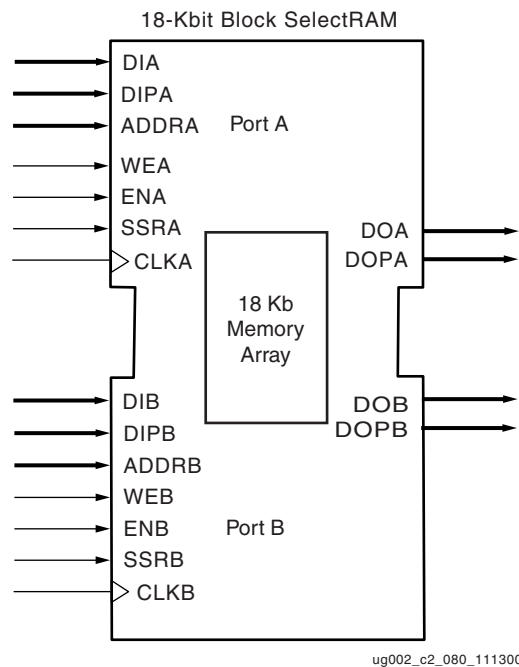 18-Kbit Block SelectRAM
DIA
DIPA
ADDRA
Port A
WEA
ENA
SSRA
CLKA
DOA
DOPA
18 Kb
Memory
Array
DIB
DIPB
ADDRB
WEB
ENB
Port B
SSRB
CLKB
DOB
DOPB
ug002_c2_080_111300